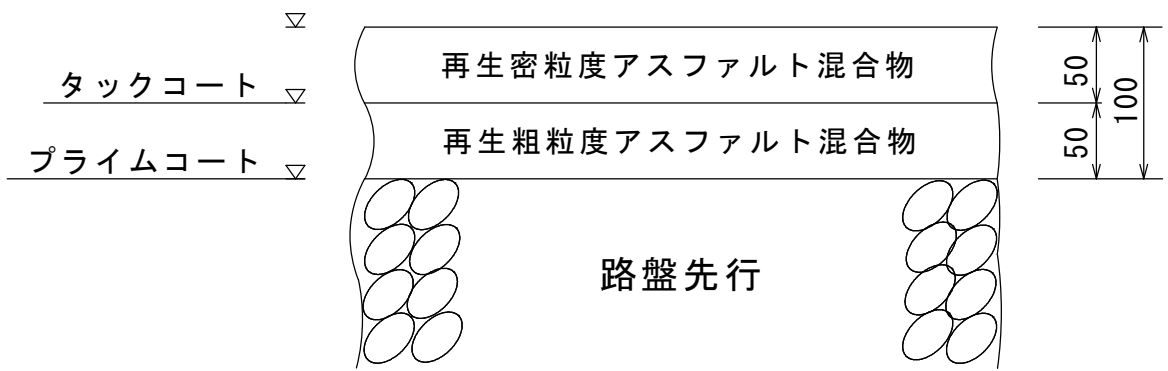 再生密粒度アスファルト混合物
タックコート
50
100
再生粗粒度アスファルト混合物
プライムコート
50
路盤先行